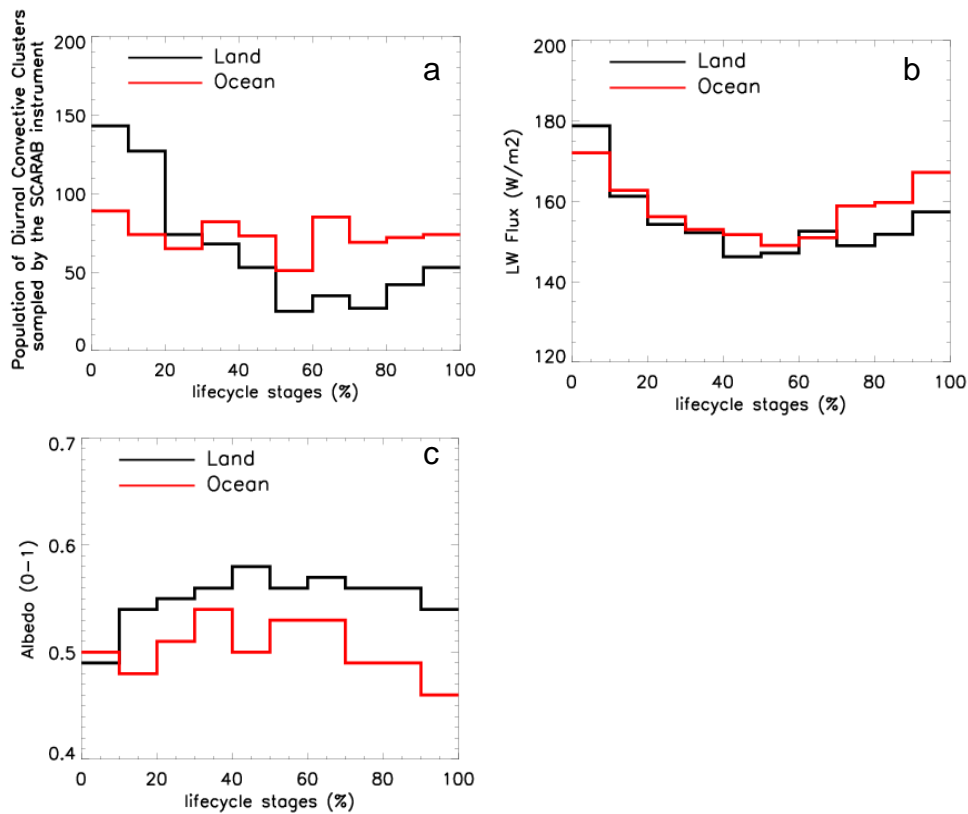 Population of Diurnal Convective Clusters
sampled by the SCARAB instrument
200
150
100
50
0
Land
Ocean
a
0 20 40 60 80 100
lifecycle stages (%)
LW Flux (W/m2)
200
180
160
140
120
Land
Ocean
b
0 20 40 60 80 100
lifecycle stages (%)
Albedo (0-1)
0.7
0.6
0.5
0.4
Land
Ocean
c
0 20 40 60 80 100
lifecycle stages (%)